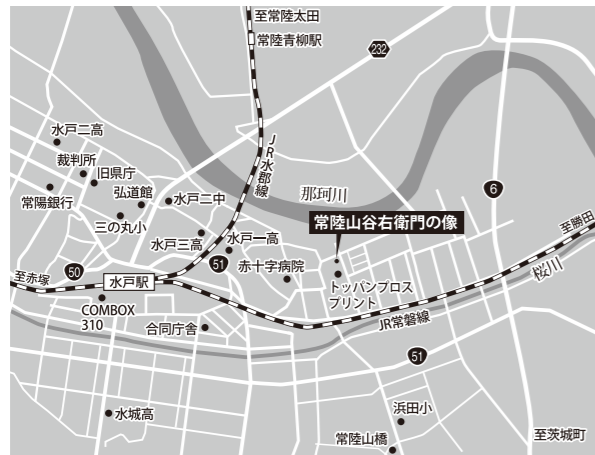 至常陸太田
常陸青柳駅
232
水戸二高
JR水郡線
裁判所
旧県庁
弘道館
水戸二中
那珂川
6
常陽銀行
三の丸小
常陸山谷右衛門の像
水戸三高
水戸一高
至勝田
桜川
51
赤十字病院
50
至赤塚
水戸駅
トッパンプロス
プリント
COMBOX
310
合同庁舎
JR常磐線
51
水城高
浜田小
常陸山橋
至茨城町